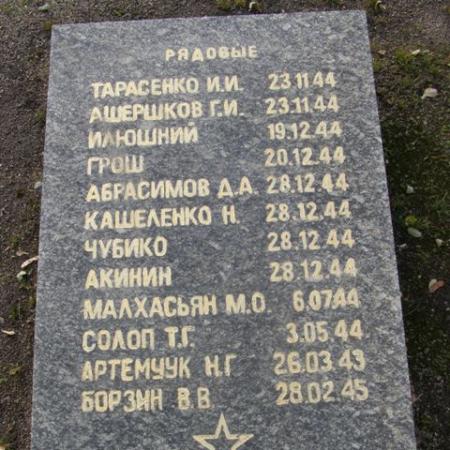 РЯДОВЫЕ
ТАРАСЕНКО И.И. 23.11.44
АШЕРШКОВ Г.И. 23.11.44
ИЛЮШНИЙ 19.12.44
ГРОШ 20.12.44
АБРАСИМОВ Д.А. 28.12.44
КАШЕЛЕНКО Н. 28.12.44
ЧУБИКО 28.12.44
АКИНИН 28.12.44
МАЛХАСЬЯН М.О. 6.07.44
СОЛОП Т.Г. 3.05.44
АРТЕМЧУК Н.Г 26.03.43
БОРЗИН В.В. 28.02.45